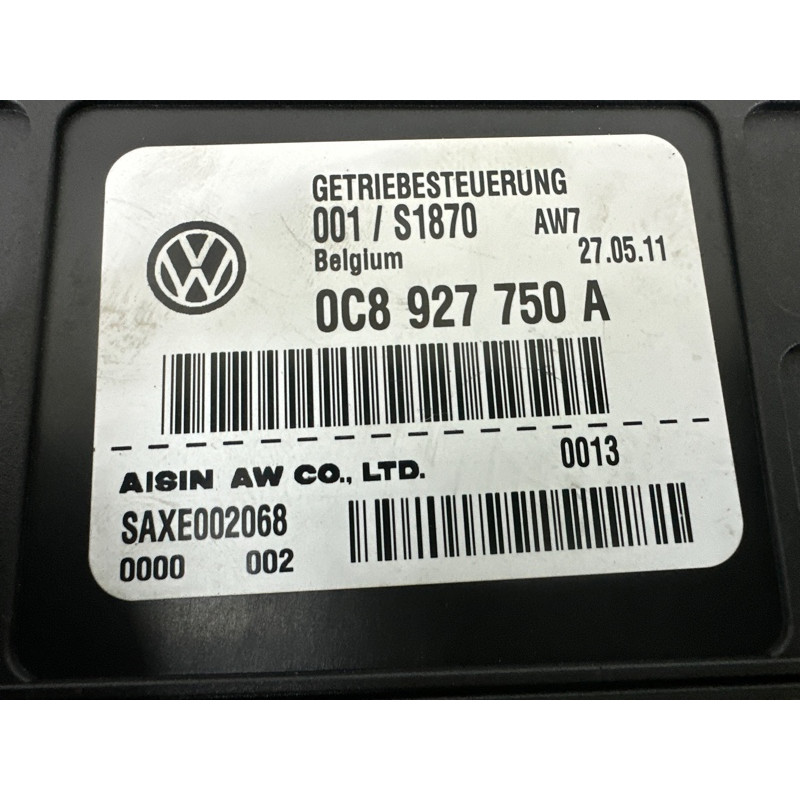 GETRIEBESTEUERUNG
001 / S1870 AW7
Belgium 27.05.11
0C8 927 750 A
0013
AISIN AW CO., LTD.
SAXE002068
0000 002